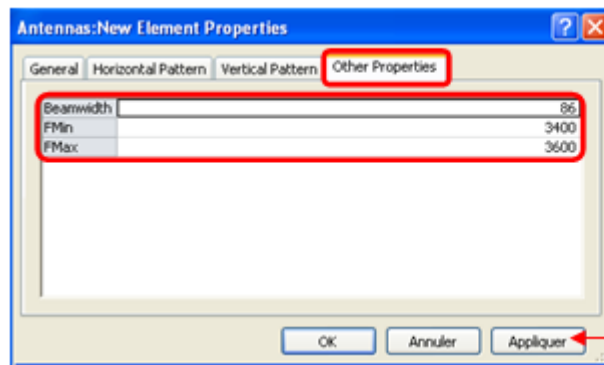 Antennas:New Element Properties
General Horizontal Pattern Vertical Pattern Other Properties
Beamwidth 86
FMin 3400
FMax 3600
OK Annuler Appliquer